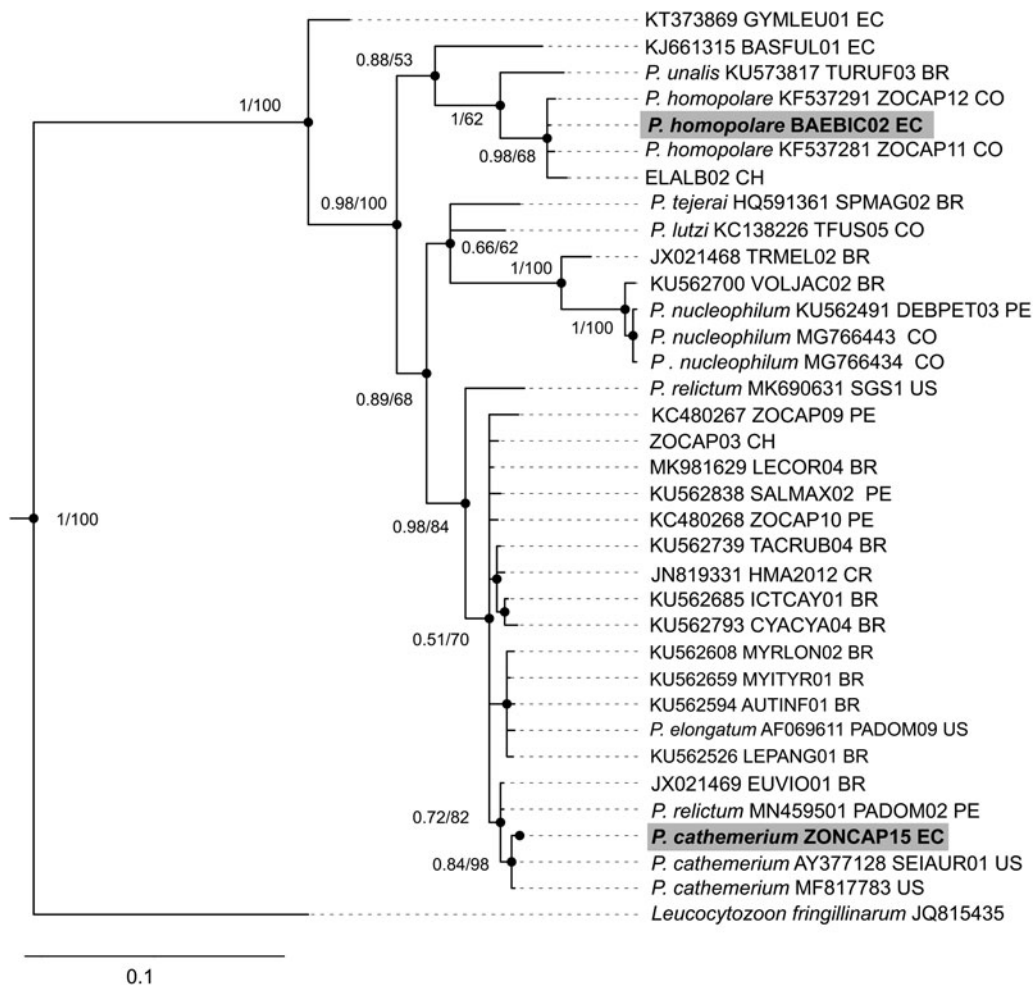 KT373869 GYMLEU01 EC
KJ661315 BASFUL01 EC
0.88/53
P. unalis KU573817 TURUF03 BR
P. homopolare KF537291 ZOCAP12 CO
1/100
1/62
P. homopolare BAEBIC02 EC
P. homopolare KF537281 ZOCAP11 CO
0.98/68
ELALB02 CH
0.98/100
P. tejerai HQ591361 SPMAG02 BR
P. lutzi KC138226 TFUS05 CO
0.66/62
JX021468 TRMEL02 BR
1/100
KU562700 VOLJAC02 BR
P. nucleophilum KU562491 DEBPET03 PE
1/100
P. nucleophilum MG766443 CO
P . nucleophilum MG766434 CO
P. relictum MK690631 SGS1 US
0.89/68
KC480267 ZOCAP09 PE
ZOCAP03 CH
MK981629 LECOR04 BR
KU562838 SALMAX02 PE
1/100
KC480268 ZOCAP10 PE
0.98/84
KU562739 TACRUB04 BR
JN819331 HMA2012 CR
KU562685 ICTCAY01 BR
KU562793 CYACYA04 BR
0.51/70
KU562608 MYRLON02 BR
KU562659 MYITYR01 BR
KU562594 AUTINF01 BR
P. elongatum AF069611 PADOM09 US
KU562526 LEPANG01 BR
JX021469 EUVIO01 BR
P. relictum MN459501 PADOM02 PE
0.72/82
P. cathemerium ZONCAP15 EC
P. cathemerium AY377128 SEIAUR01 US
0.84/98
P. cathemerium MF817783 US
Leucocytozoon fringillinarum JQ815435
0.1